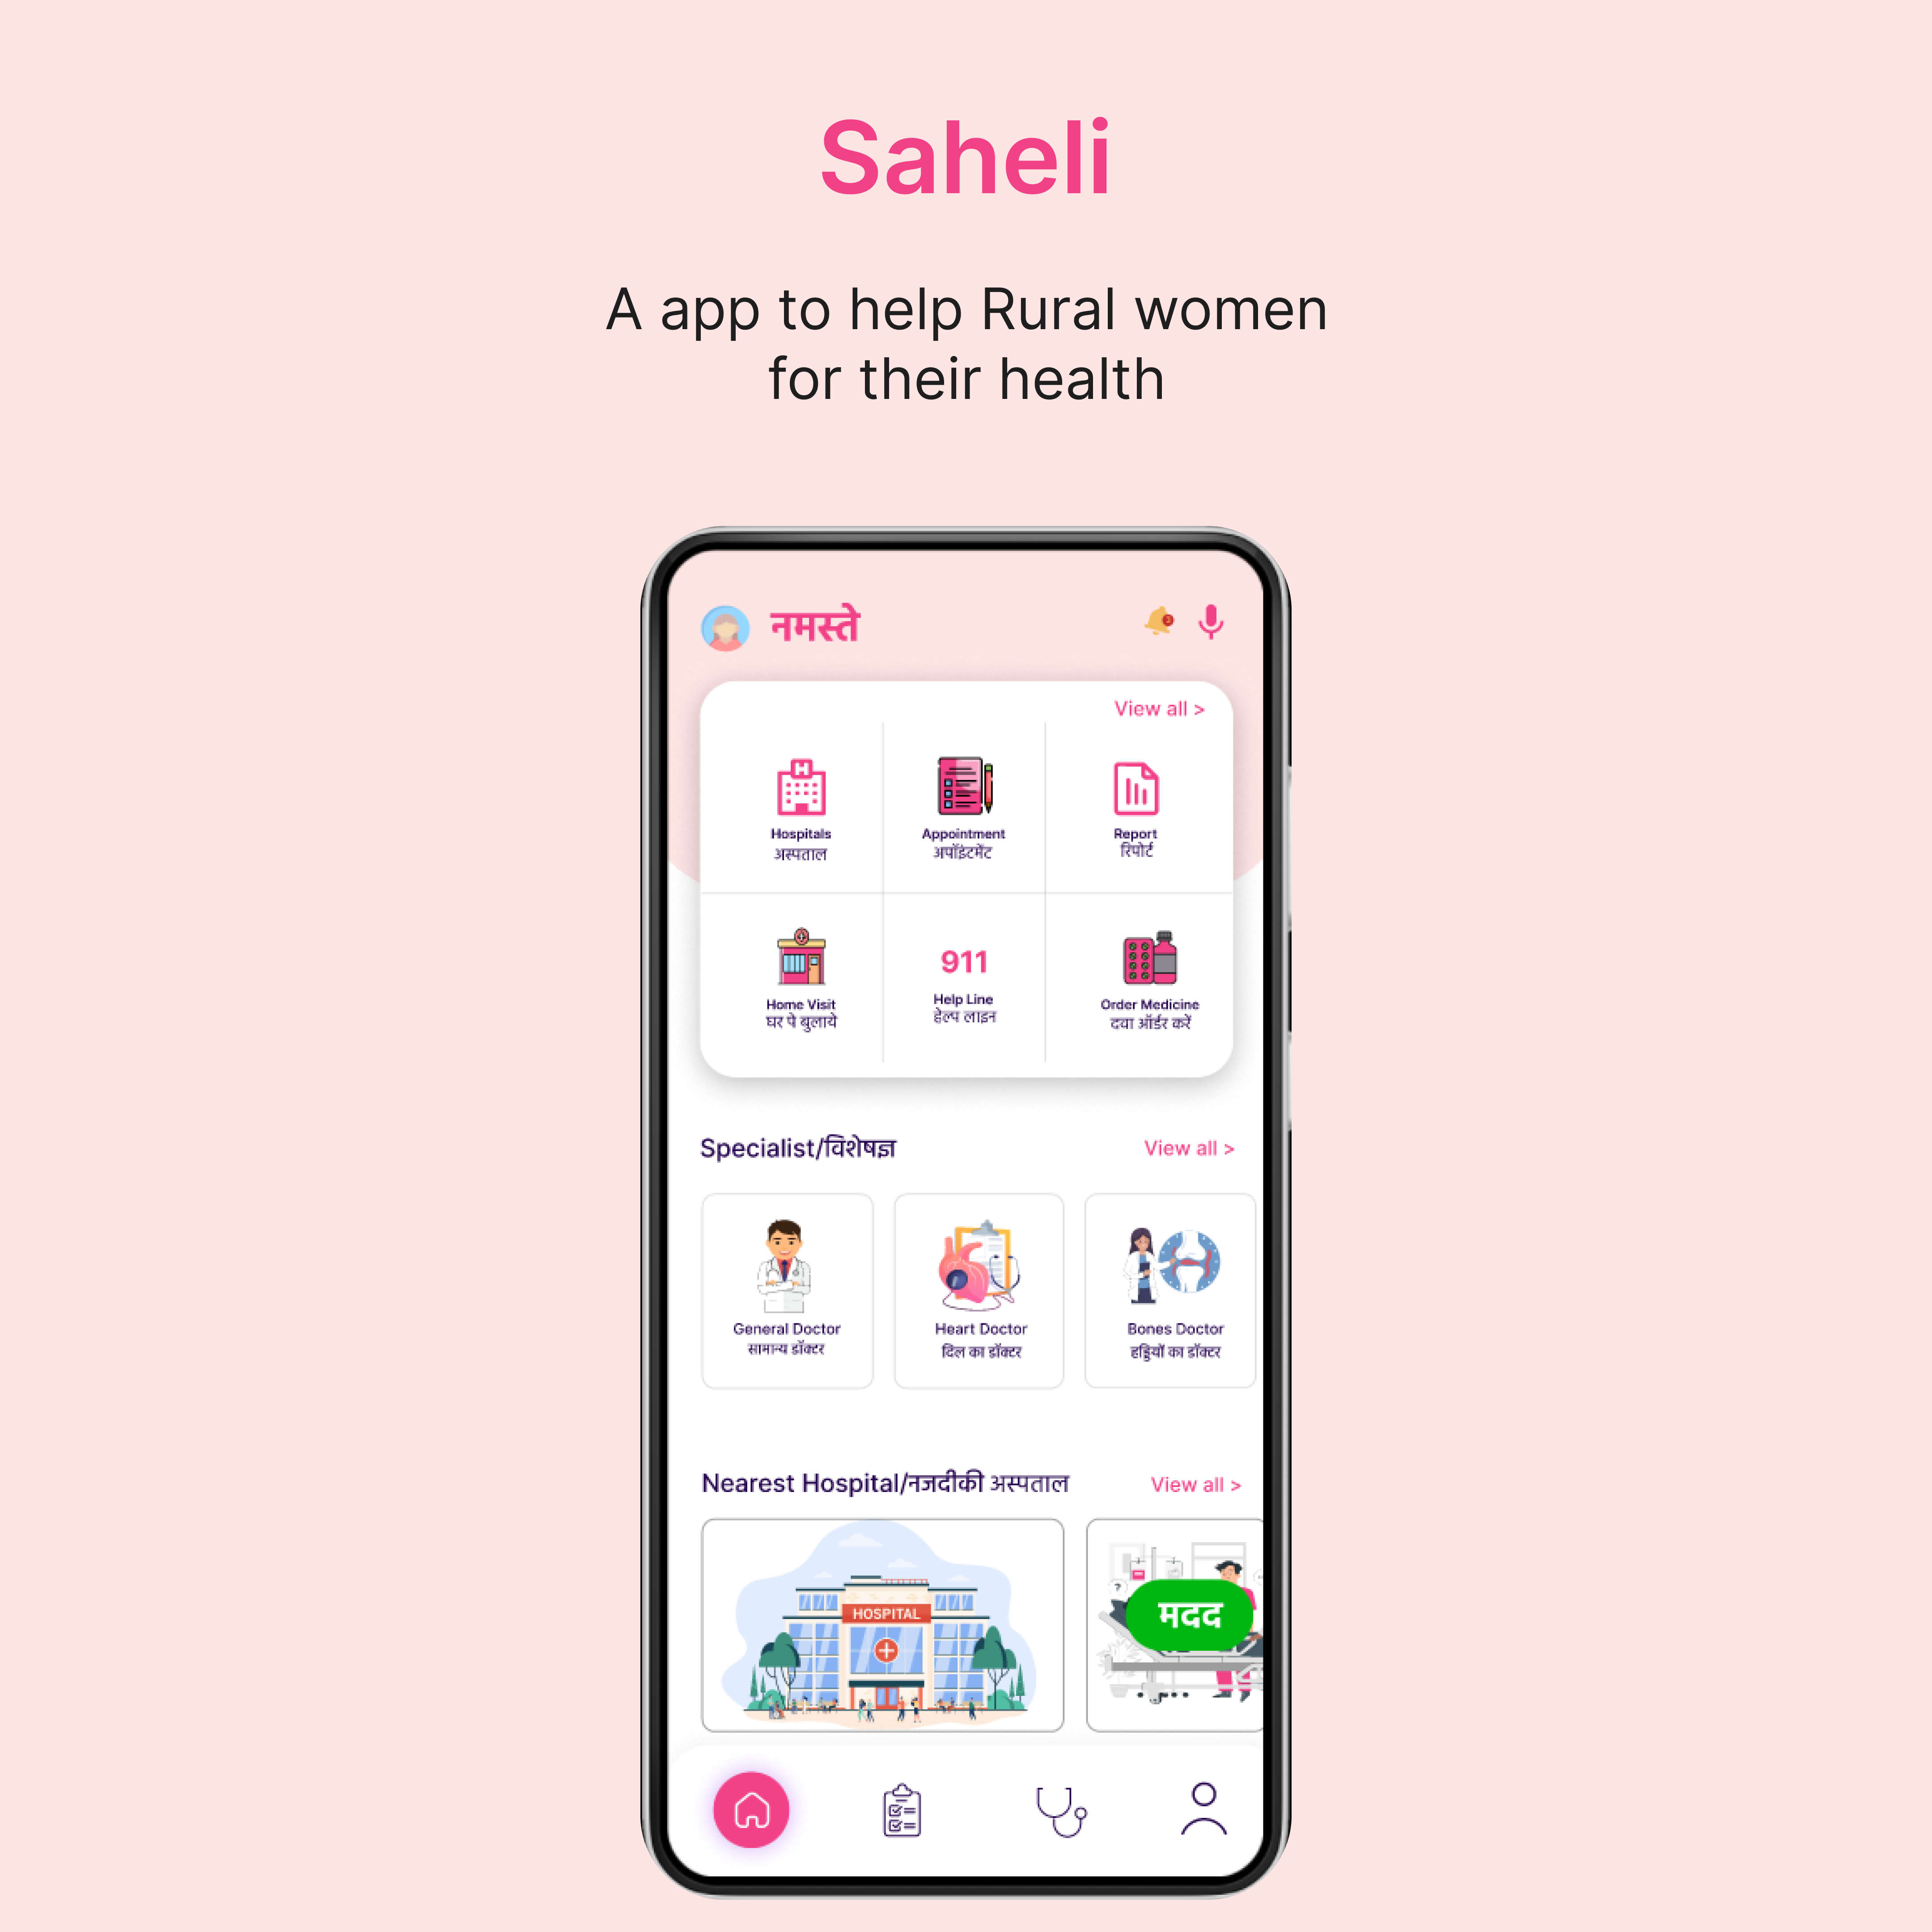 Saheli
A app to help Rural women
for their health
नमस्ते
3
View all >
Hospitals
अस्पताल
Appointment
अपॉइंटमेंट
Report
रिपोर्ट
Home Visit
घर पे बुलाये
911
Help Line
हेल्प लाइन
Order Medicine
दवा ऑर्डर करें
Specialist/विशेषज्ञ
View all >
General Doctor
सामान्य डॉक्टर
Heart Doctor
दिल का डॉक्टर
Bones Doctor
हड्डियों का डॉक्टर
Nearest Hospital/नजदीकी अस्पताल
View all >
HOSPITAL
?
मदद